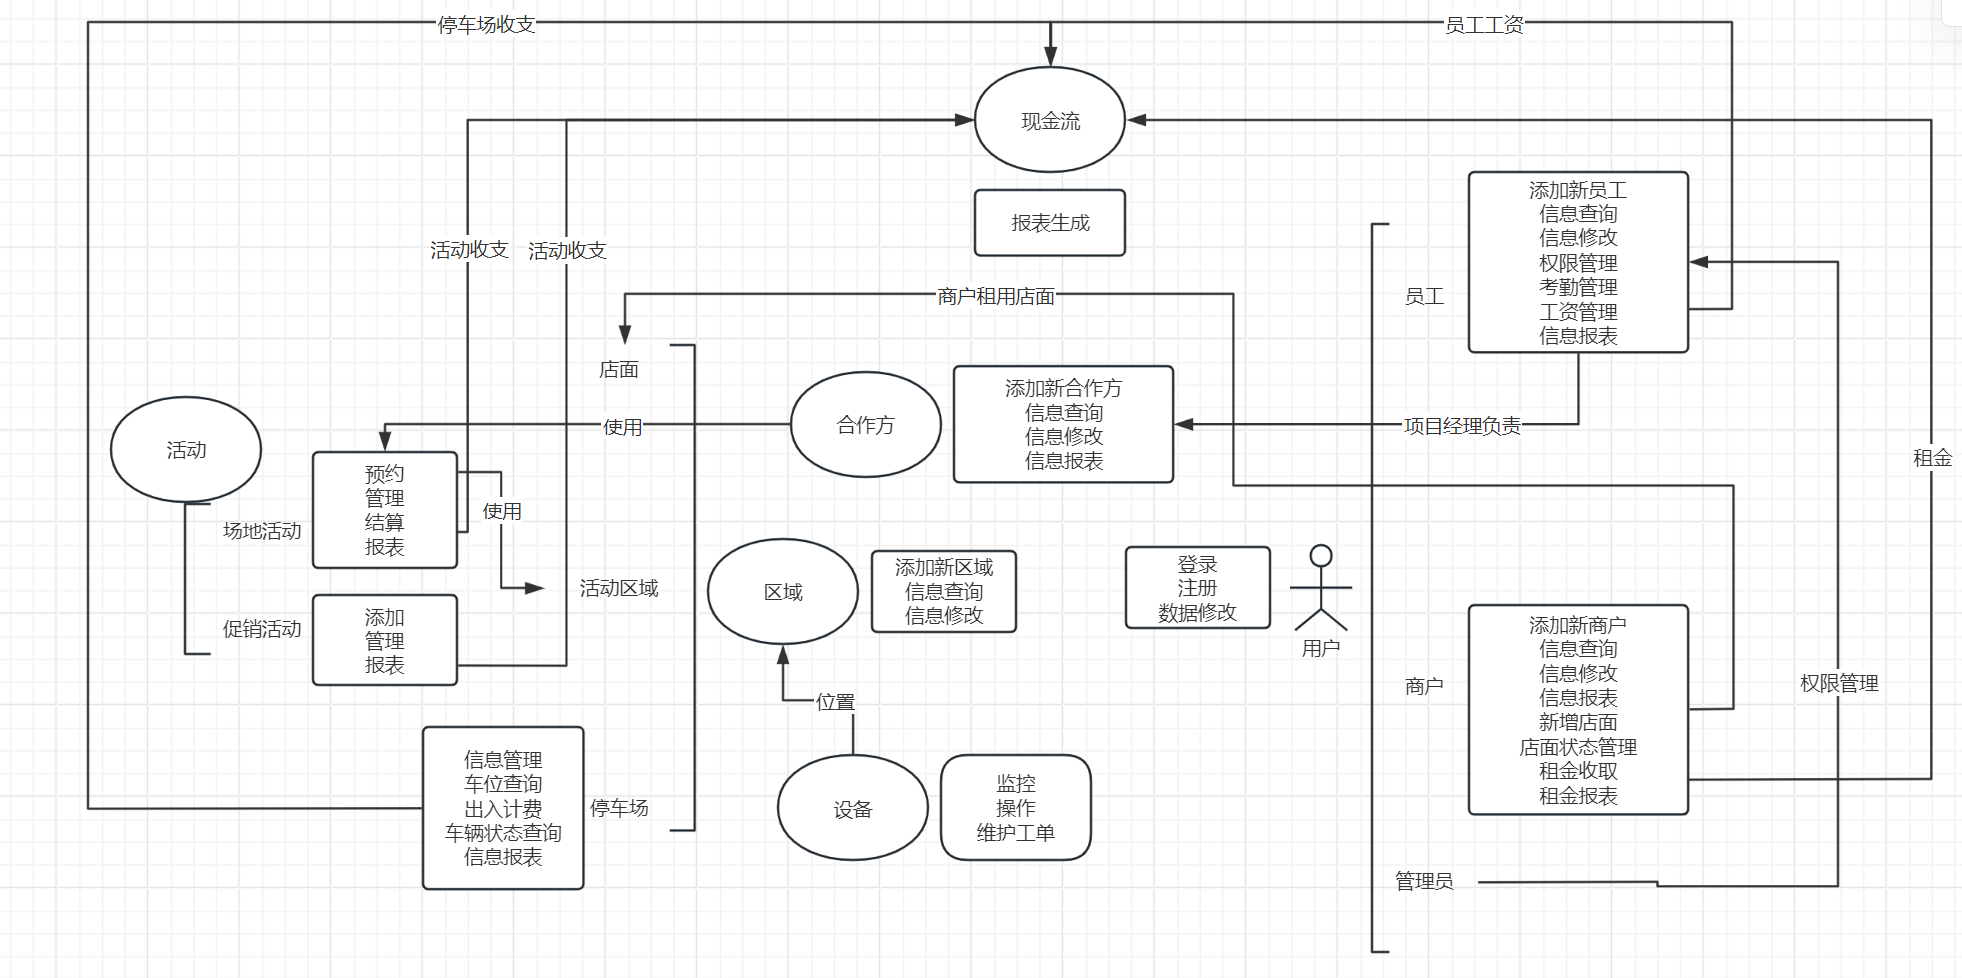 停车场收支
员工工资
现金流
报表生成
活动收支
活动收支
商户租用店面
员工
添加新员工
信息查询
信息修改
权限管理
考勤管理
工资管理
信息报表
店面
活动
使用
合作方
添加新合作方
信息查询
信息修改
信息报表
项目经理负责
租金
场地活动
预约
管理
结算
报表
使用
活动区域
区域
添加新区域
信息查询
信息修改
登录
注册
数据修改
用户
促销活动
添加
管理
报表
商户
添加新商户
信息查询
信息修改
信息报表
新增店面
店面状态管理
租金收取
租金报表
权限管理
位置
信息管理
车位查询
出入计费
车辆状态查询
信息报表
停车场
设备
监控
操作
维护工单
管理员